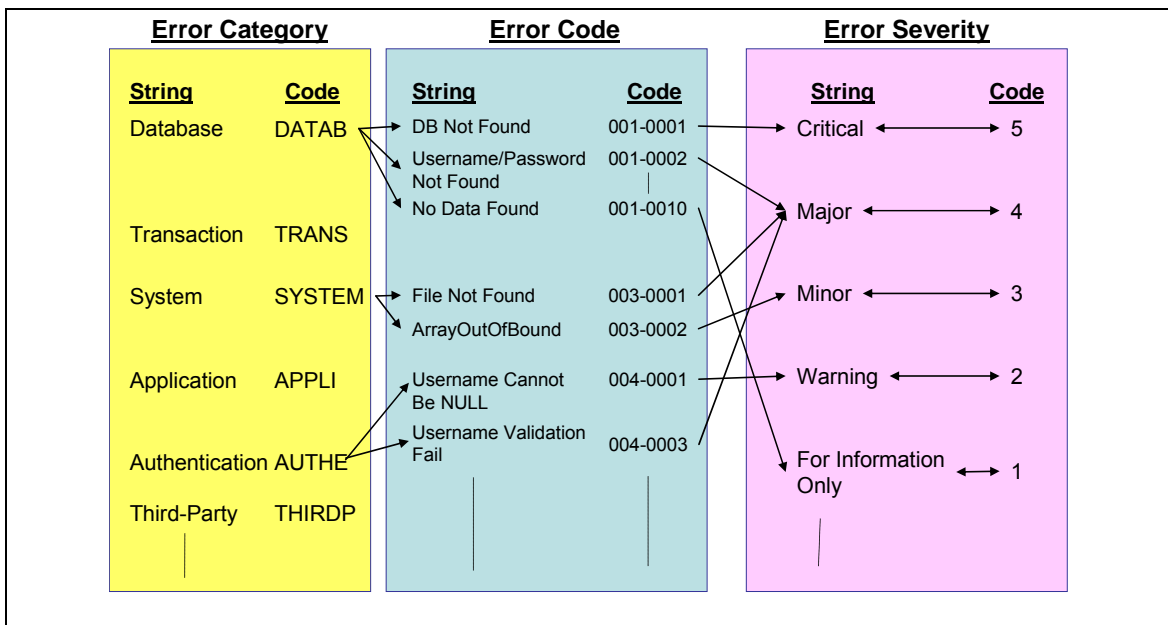 Error Category Error Code Error Severity
String Code String Code String Code
Database DATAB DB Not Found 001-0001 Critical 5
Username/Password 001-0002
Not Found
No Data Found 001-0010 Major 4
Transaction TRANS
System SYSTEM File Not Found 003-0001 Minor 3
ArrayOutOfBound 003-0002
Application APPLI Username Cannot 004-0001 Warning 2
Be NULL
Username Validation
Fail 004-0003
Authentication AUTHE For Information
Only 1
Third-Party THIRDP